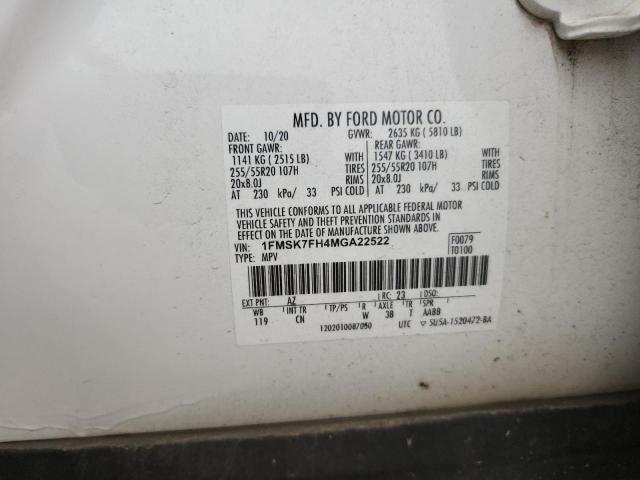 MFD. BY FORD MOTOR CO.
DATE: 10/20 GVWR: 2635 KG ( 5810 LB)
FRONT GAWR: REAR GAWR:
1141 KG ( 2515 LB) WITH 1547 KG ( 3410 LB) WITH
255/55R20 107H TIRES 255/55R20 107H TIRES
20x8.0J RIMS 20x8.0J RIMS
AT 230 kPa/ 33 PSI COLD AT 230 kPa/ 33 PSI COLD
THIS VEHICLE CONFORMS TO ALL APPLICABLE FEDERAL MOTOR
VEHICLE SAFETY AND THEFT PREVENTION STANDARDS IN
EFFECT ON THE DATE OF MANUFACTURE SHOWN ABOVE.
VIN: 1FMSK7FH4MGA22522 F0079
TYPE: MPV T0100
EXT PNT: AZ RC: 23 DSO:
WB INT TR TP/PS R AXLE TR SPR
119 CN W 38 T AABB
1202010087050 UTC ▽ 5U5A-1520472-BA